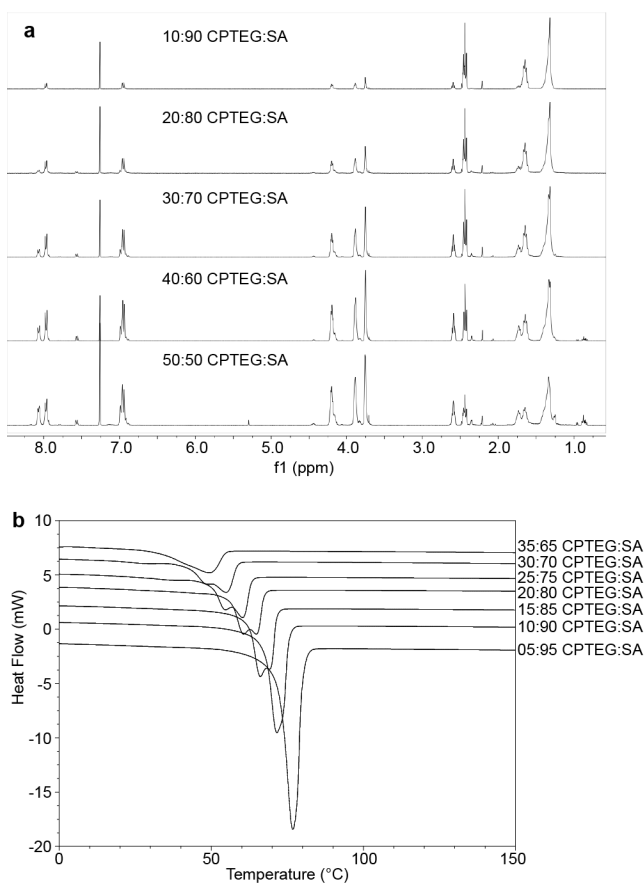 a
10:90 CPTEG:SA
20:80 CPTEG:SA
30:70 CPTEG:SA
40:60 CPTEG:SA
50:50 CPTEG:SA
8.0 7.0 6.0 5.0 4.0 3.0 2.0 1.0
f1 (ppm)
b
10
5
0
-5
-10
-15
-20
Heat Flow (mW)
35:65 CPTEG:SA
30:70 CPTEG:SA
25:75 CPTEG:SA
20:80 CPTEG:SA
15:85 CPTEG:SA
10:90 CPTEG:SA
05:95 CPTEG:SA
0 50 100 150
Temperature (°C)